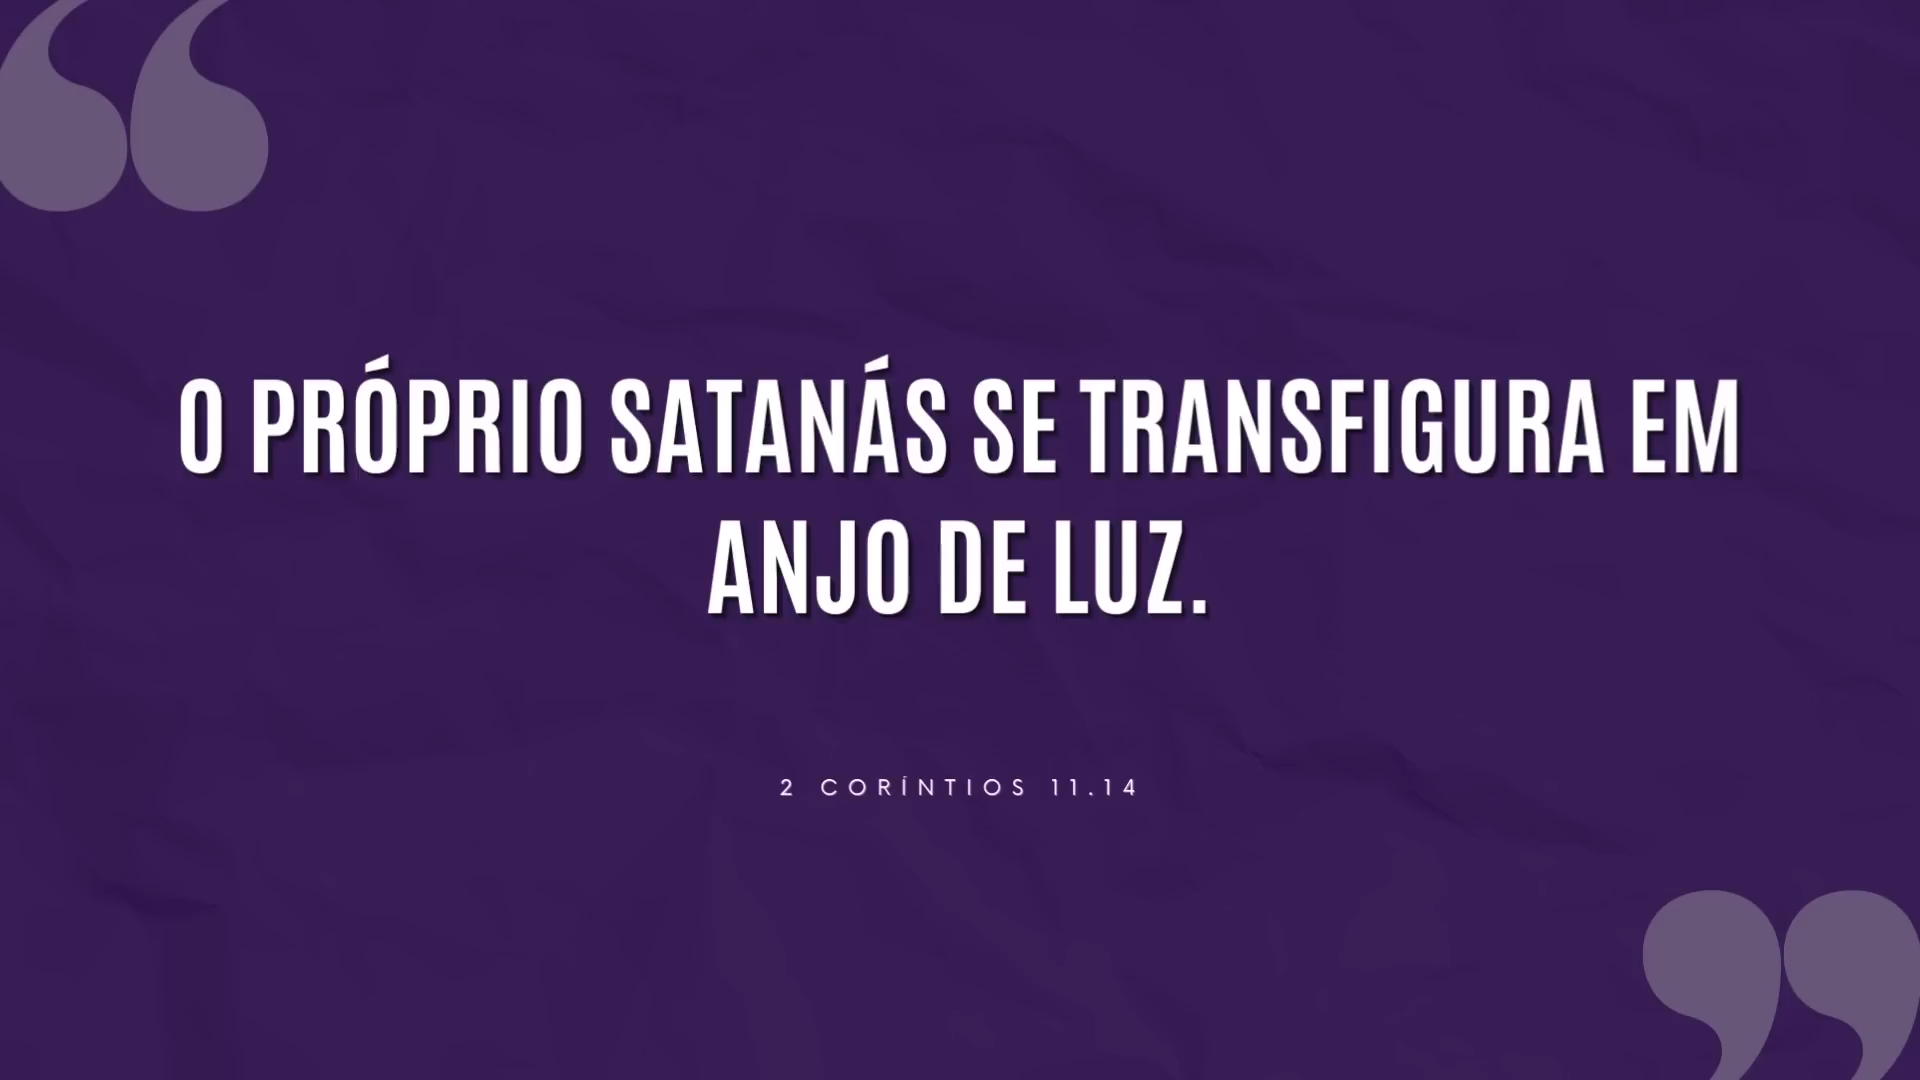 O PRÓPRIO SATANÁS SE TRANSFIGURA EM
ANJO DE LUZ.
2 CORÍNTIOS 11.14